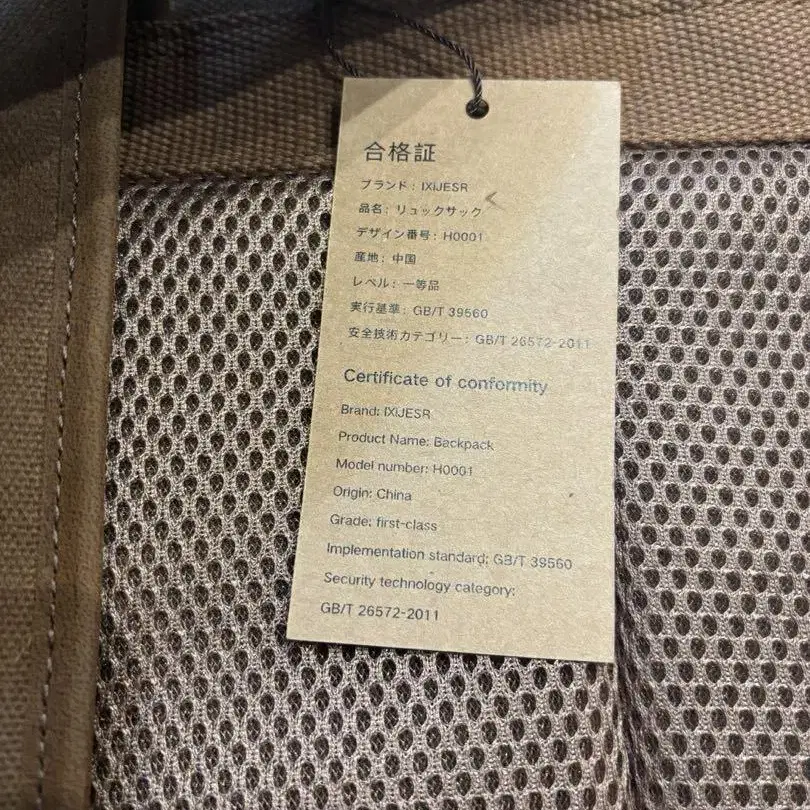 合格証
ブランド: IXIJESR
品名: リュックサック
デザイン番号: H0001
産地: 中国
レベル: 一等品
実行基準: GB/T 39560
安全技術カテゴリー: GB/T 26572-2011
Certificate of conformity
Brand: IXIJESR
Product Name: Backpack
Model number: H0001
Origin: China
Grade: first-class
Implementation standard: GB/T 39560
Security technology category:
GB/T 26572-2011